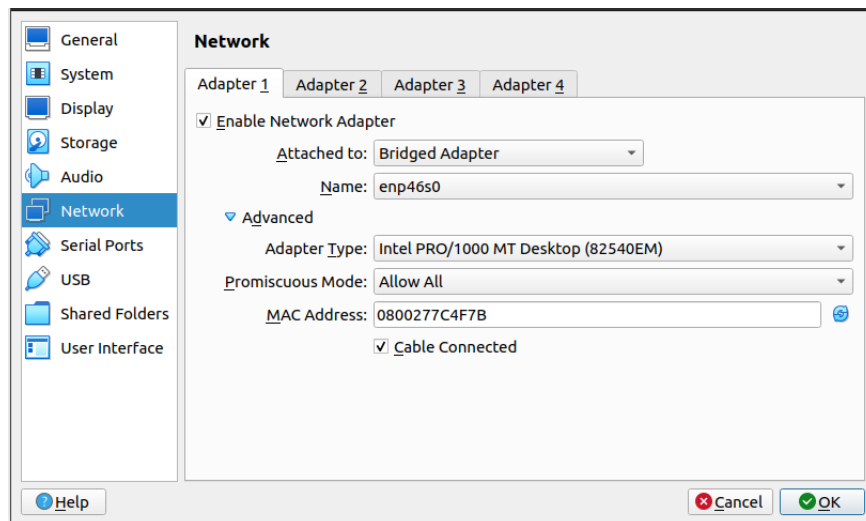 General
System
Display
Storage
Audio
Network
Serial Ports
USB
Shared Folders
User Interface
Network
Adapter 1 Adapter 2 Adapter 3 Adapter 4
Enable Network Adapter
Attached to: Bridged Adapter
Name: enp46s0
Advanced
Adapter Type: Intel PRO/1000 MT Desktop (82540EM)
Promiscuous Mode: Allow All
MAC Address: 0800277C4F7B
Cable Connected
Help Cancel OK